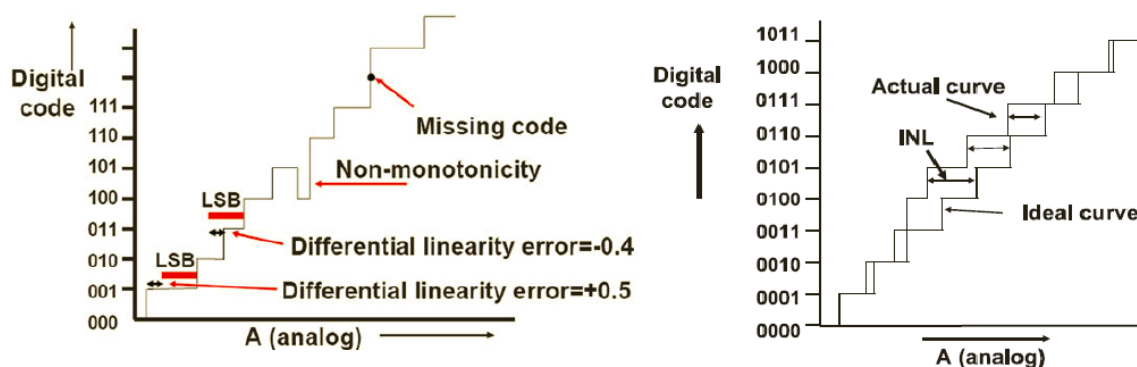 Digital
code
111
110
101
100
011
010
001
000
Missing code
Non-monotonicity
LSB
Differential linearity error=-0.4
LSB
Differential linearity error=+0.5
A (analog)
Digital
code
1011
1000
0111
0110
0101
0100
0011
0010
0001
0000
Actual curve
INL
Ideal curve
A (analog)